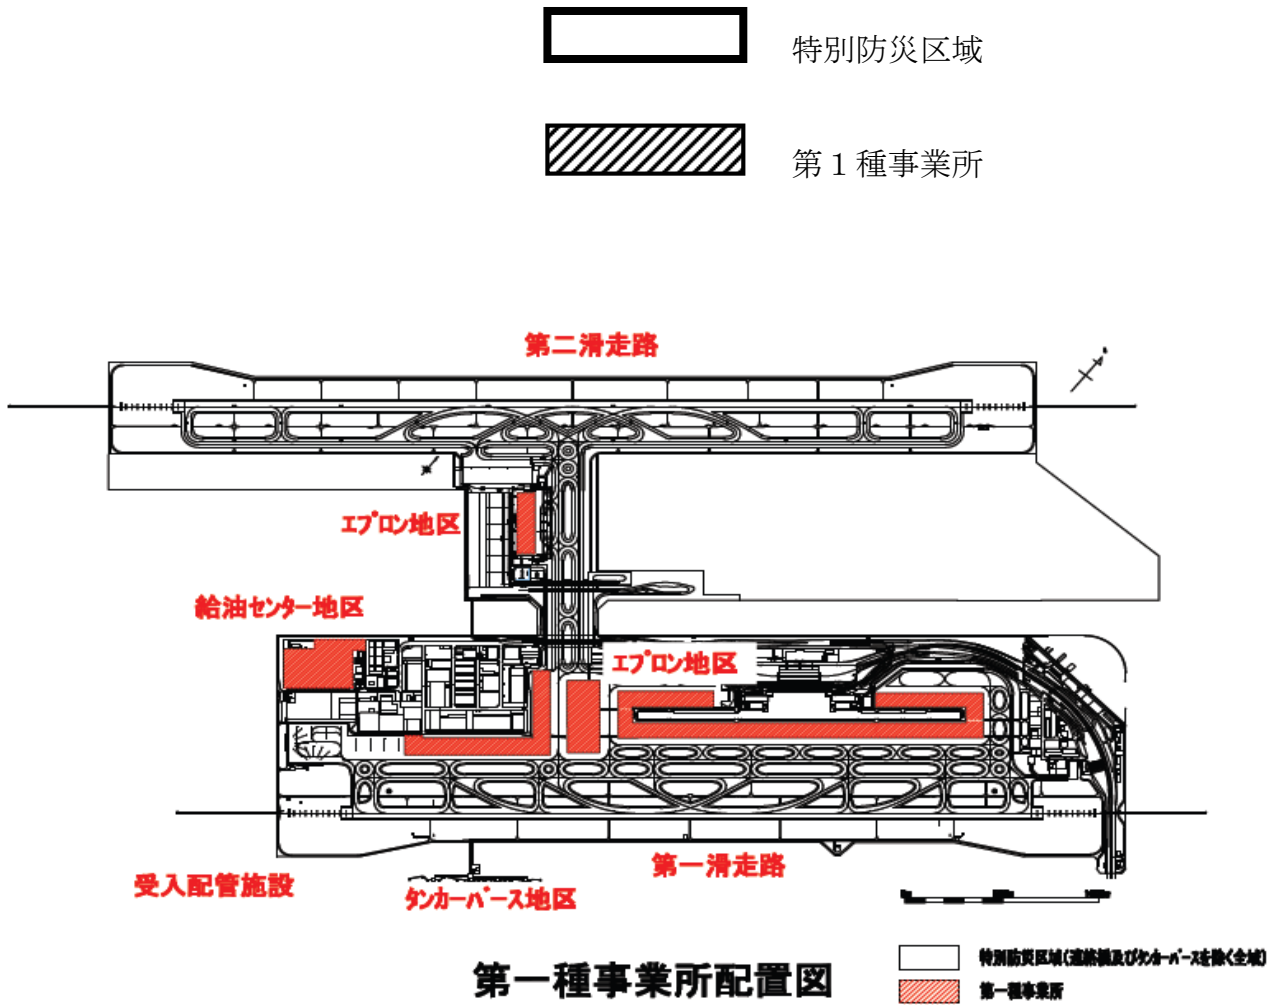 特別防災区域
第１種事業所
第二滑走路
エプロン地区
給油センター地区
エプロン地区
第一滑走路
受入配管施設
タンカーバース地区
第一種事業所配置図
特別防災区域(連絡橋及びタンカーバースを除く全域)
第一種事業所